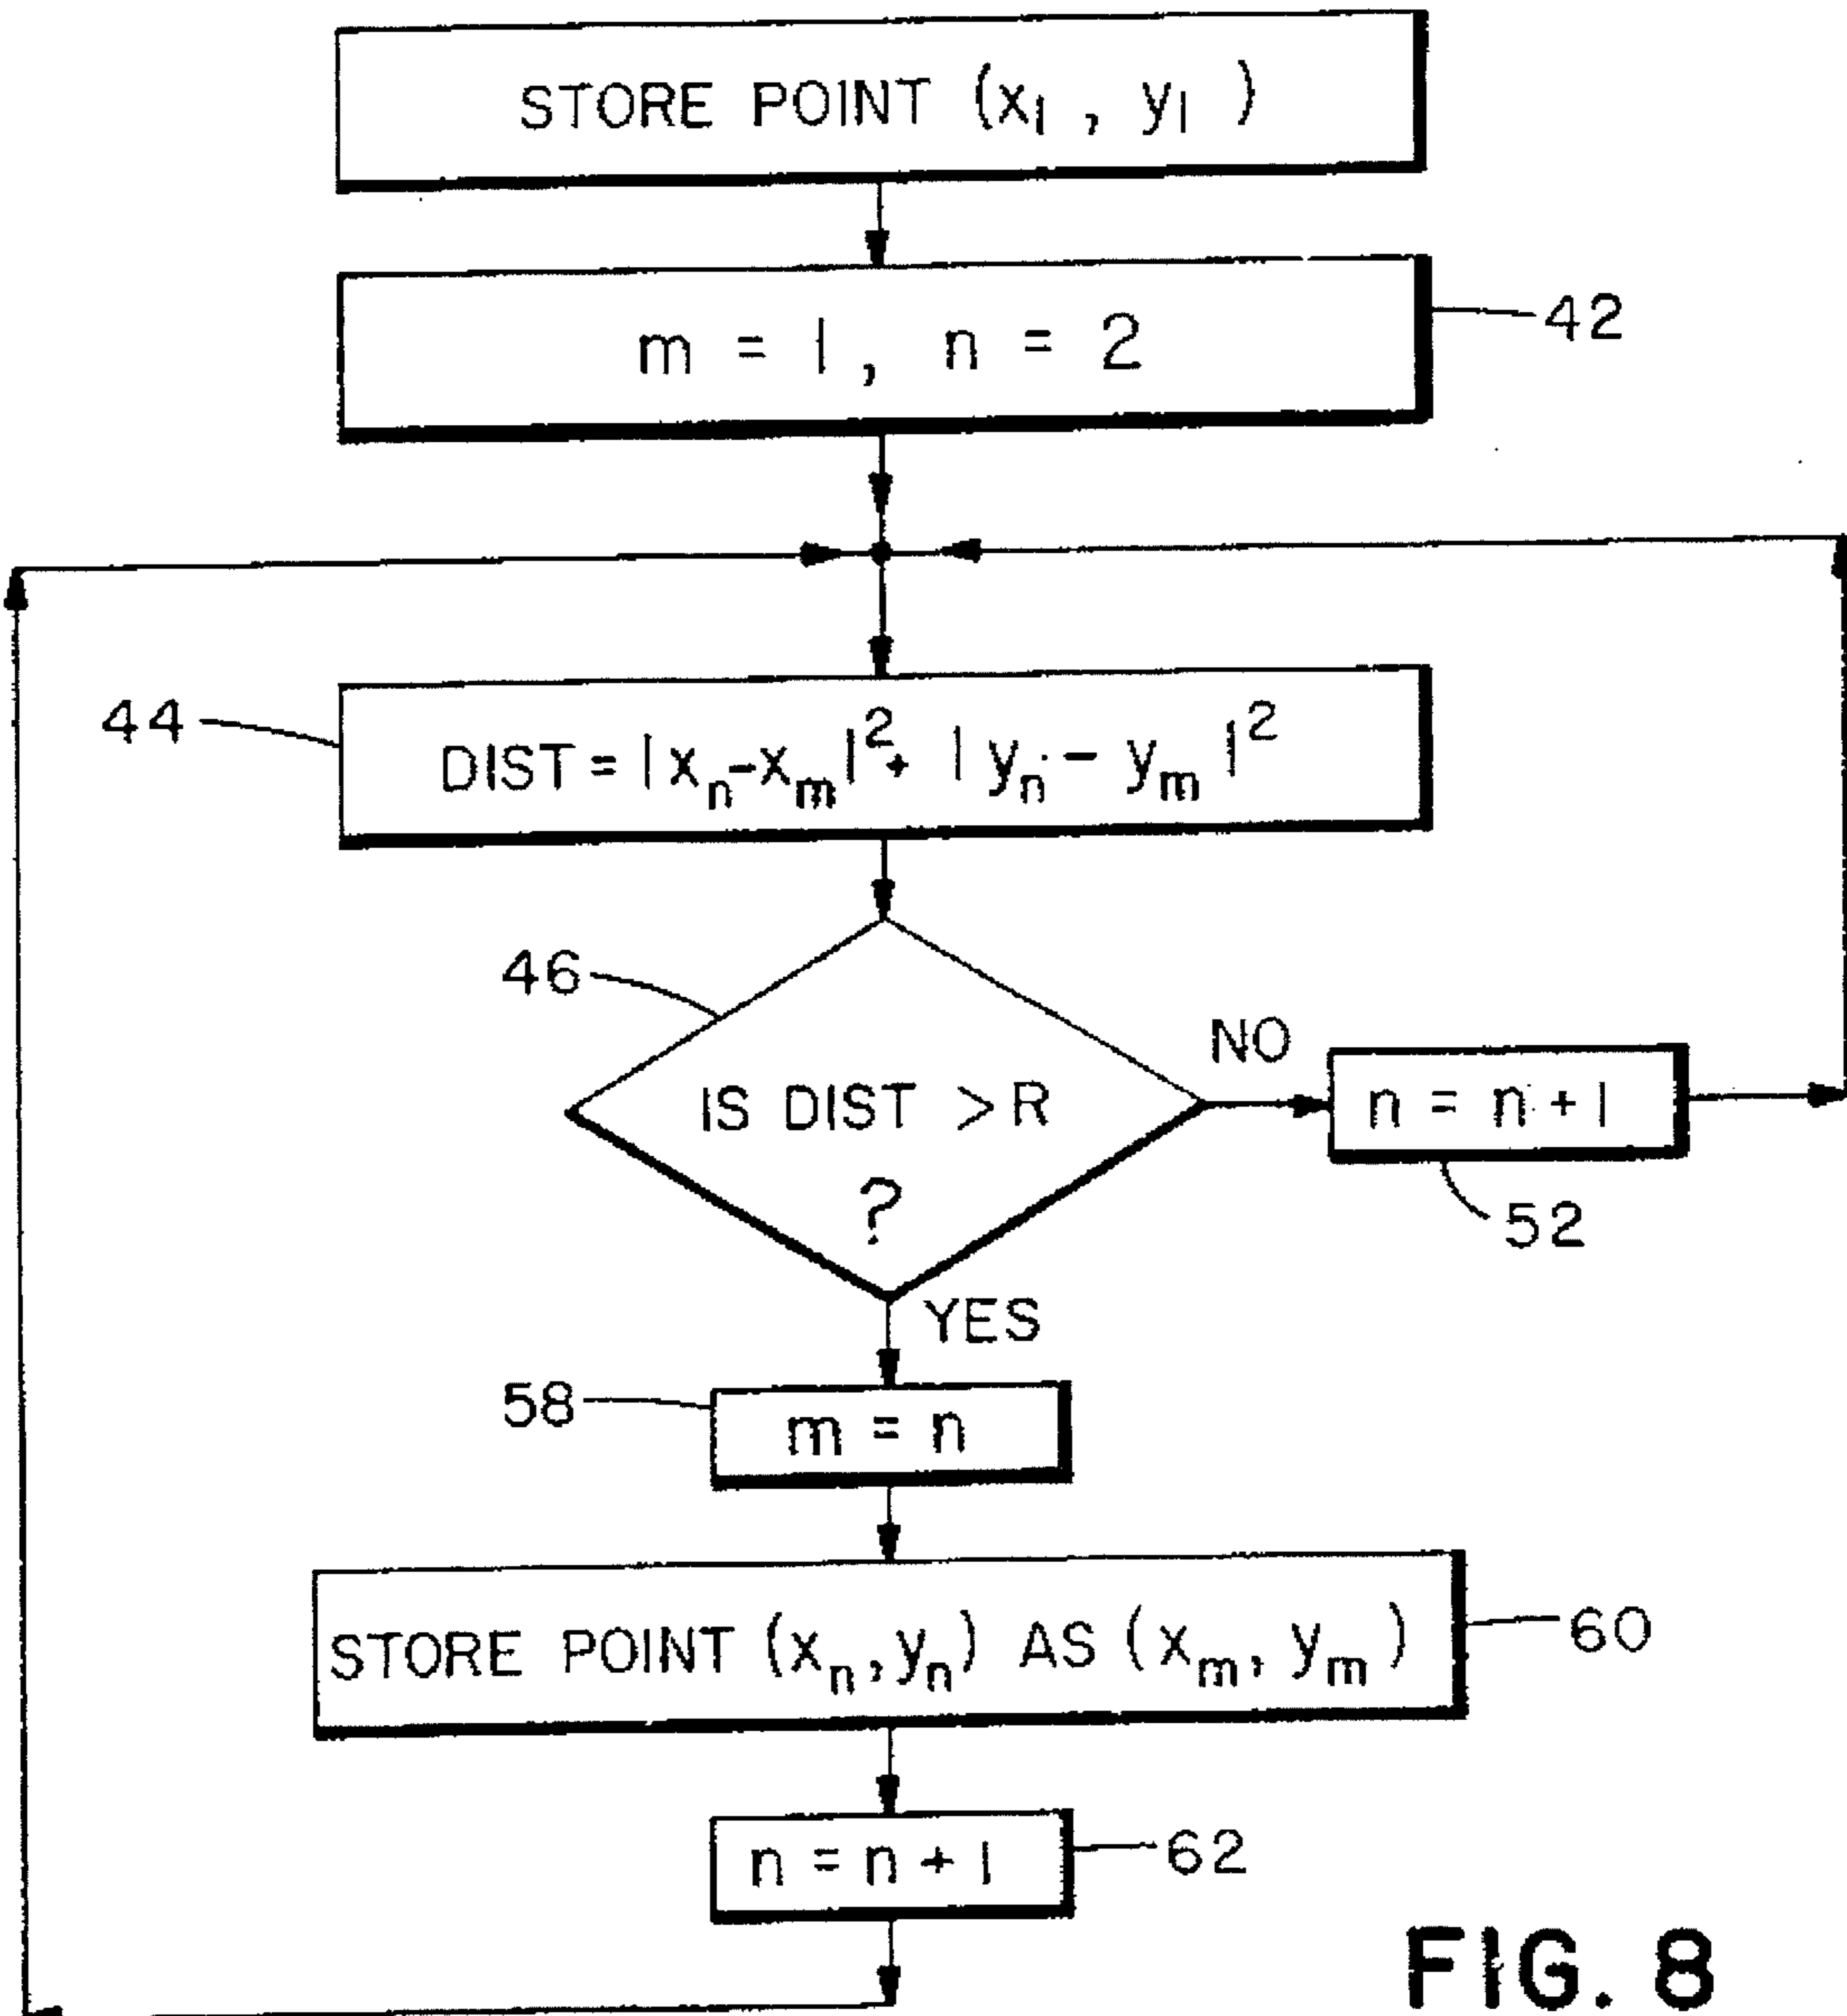 STORE POINT (x₁, y₁)
m = 1, n = 2
42
44
DIST = |xₙ-xₘ|² + |yₙ - yₘ|²
46
IS DIST > R
?
NO
n = n + 1
52
YES
58
m = n
STORE POINT (xₙ, yₙ) AS (xₘ, yₘ)
60
n = n + 1
62
FIG. 8